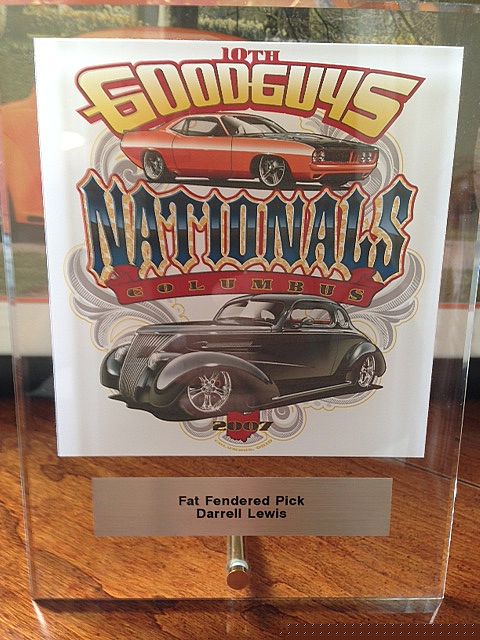 10TH
GOODGUYS
NATIONALS
COLUMBUS
2007
Fat Fendered Pick
Darrell Lewis